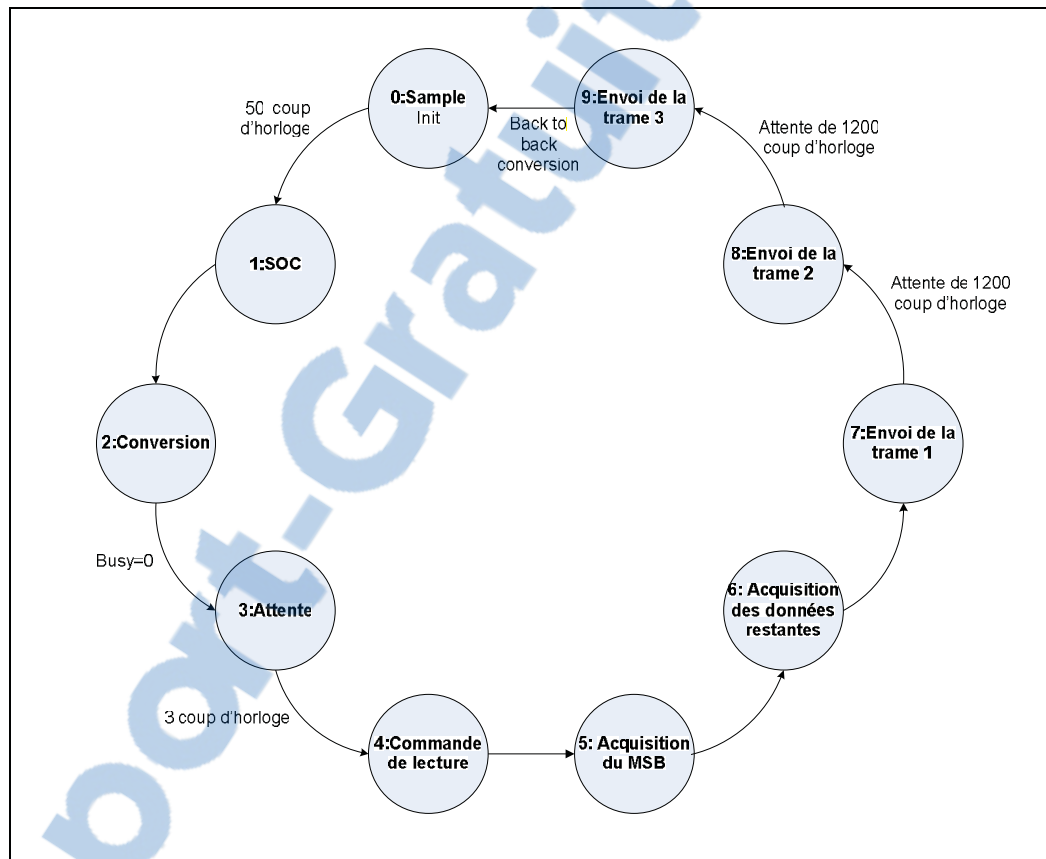 0:Sample
Init
50 coup
d'horloge
1:SOC
2:Conversion
Busy=0
3:Attente
3 coup d'horloge
4:Commande
de lecture
5: Acquisition
du MSB
6: Acquisition
des données
restantes
7:Envoi de la
trame 1
Attente de 1200
coup d'horloge
8:Envoi de la
trame 2
Attente de 1200
coup d'horloge
9:Envoi de la
trame 3
Back to
back
conversion
port-Gratuit